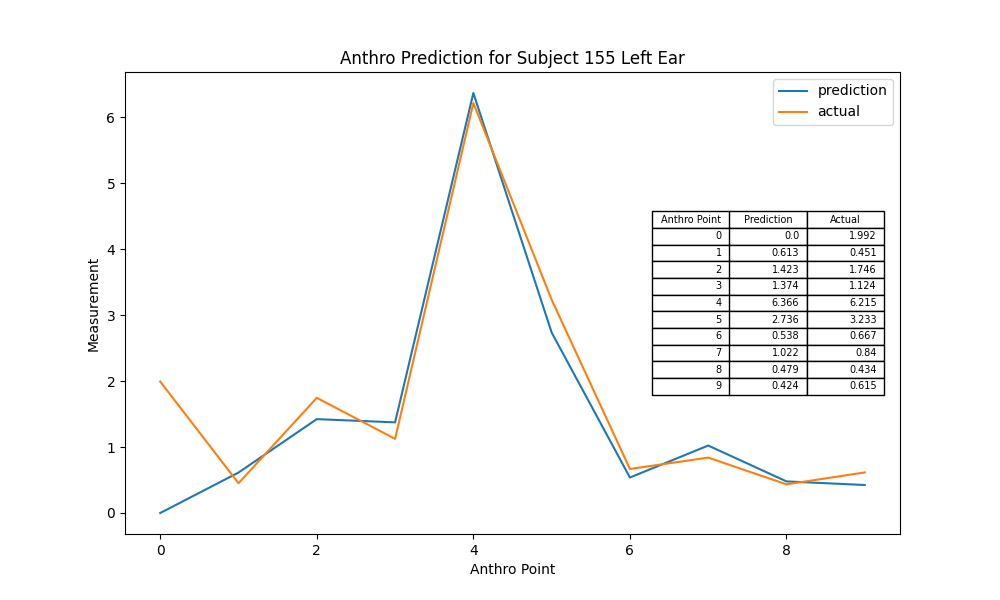 Anthro Prediction for Subject 155 Left Ear
prediction
actual
6
5
4
3
2
1
0
Measurement
Anthro Point Prediction Actual
0 0.0 1.992
1 0.613 0.451
2 1.423 1.746
3 1.374 1.124
4 6.366 6.215
5 2.736 3.233
6 0.538 0.667
7 1.022 0.84
8 0.479 0.434
9 0.424 0.615
0 2 4 6 8
Anthro Point